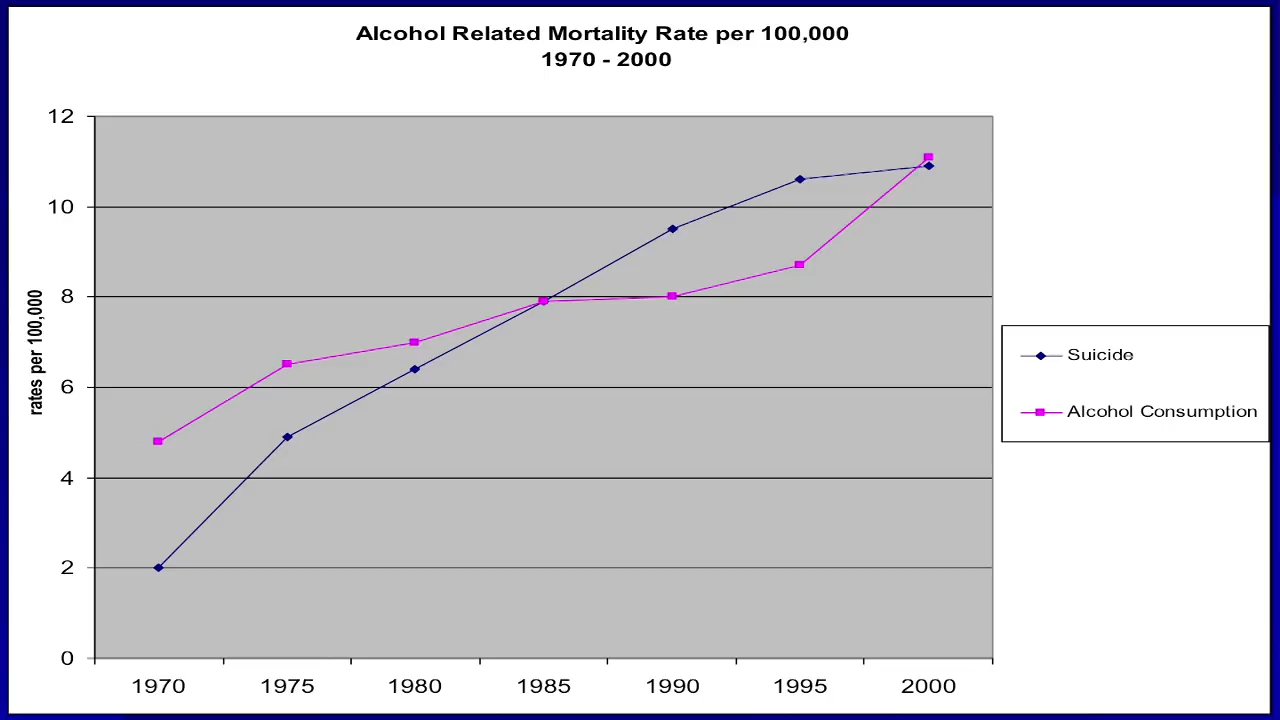 Alcohol Related Mortality Rate per 100,000
1970 - 2000
12
10
8
6
4
2
0
rates per 100,000
1970 1975 1980 1985 1990 1995 2000
Suicide
Alcohol Consumption